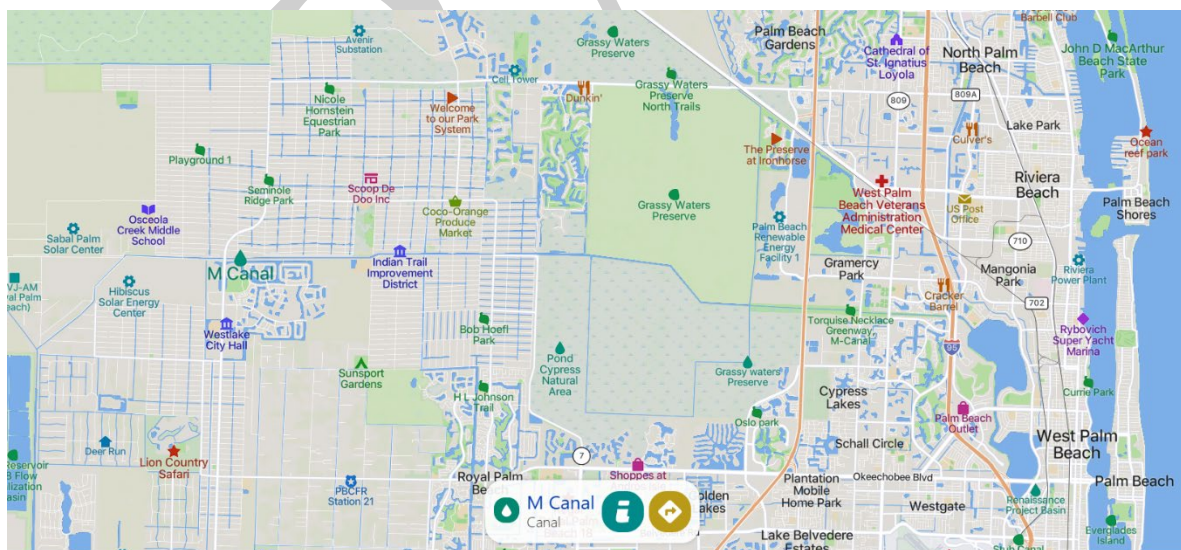 Barbell Club
Avenir
Substation
Grassy Waters
Preserve
Palm Beach
Gardens
Cathedral of
St. Ignatius
Loyola
North Palm
Beach
John D MacArthur
Beach State
Park
Cell Tower
Nicole
Hornstein
Equestrian
Park
Welcome
to our Park
System
Dunkin'
Grassy Waters
Preserve
North Trails
809
809A
Culver's
Lake Park
Ocean
reef park
The Preserve
at Ironhorse
Playground 1
Seminole
Ridge Park
Scoop De
Doo Inc
Coco-Orange
Produce
Market
Grassy Waters
Preserve
West Palm
Beach Veterans
Administration
Medical Center
Riviera
Beach
US Post
Office
Palm Beach
Shores
Osceola
Creek Middle
School
Sabal Palm
Solar Center
Palm Beach
Renewable
Energy
Facility 1
710
M Canal
Indian Trail
Improvement
District
Gramercy
Park
Mangonia
Park
Riviera
Power Plant
WJ-AM
Hibiscus
Solar Energy
Center
Cracker
Barrel
702
Westlake
City Hall
Bob Hoefl
Park
Torquise Necklace
Greenway
M-Canal
Rybovich
Super Yacht
Marina
95
Sunsport
Gardens
Pond
Cypress
Natural
Area
Grassy waters
Preserve
H L Johnson
Trail
Cypress
Lakes
Currie Park
Oslo park
Palm Beach
Outlet
Deer Run
Lion Country
Safari
7
Schall Circle
West Palm
Beach
Reservoir
Flow
Shoppes at
Royal Palm
PBCFR
Station 21
Plantation
Mobile
Home Park
Okeechobee Blvd
Palm Beach
M Canal
Canal
Westgate
Renaissance
Project Basin
Lake Belvedere
Estates
Stub Canal
Everglades
Island